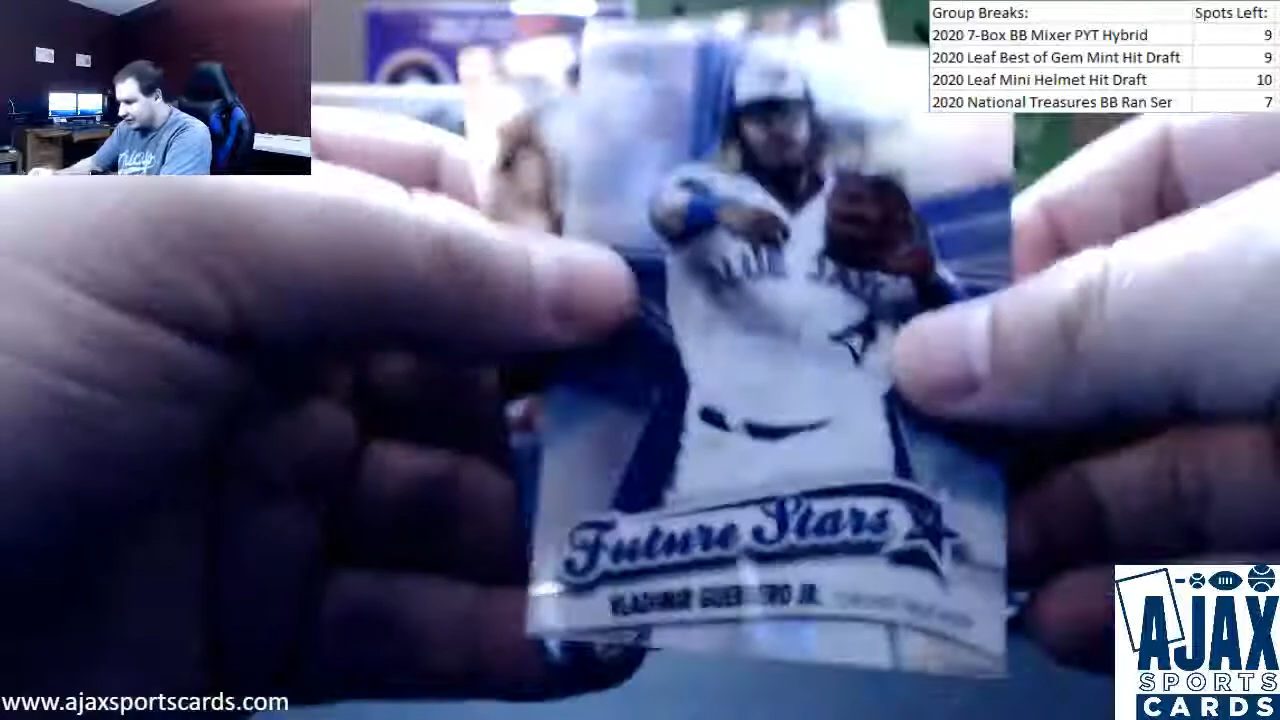 Group Breaks: Spots Left:
2020 7-Box BB Mixer PYT Hybrid 9
2020 Leaf Best of Gem Mint Hit Draft 9
2020 Leaf Mini Helmet Hit Draft 10
2020 National Treasures BB Ran Ser 7
BLUE JAYS
Future Stars
VLADIMIR GUERRERO JR.
AJAX
SPORTS
CARDS
www.ajaxsportscards.com